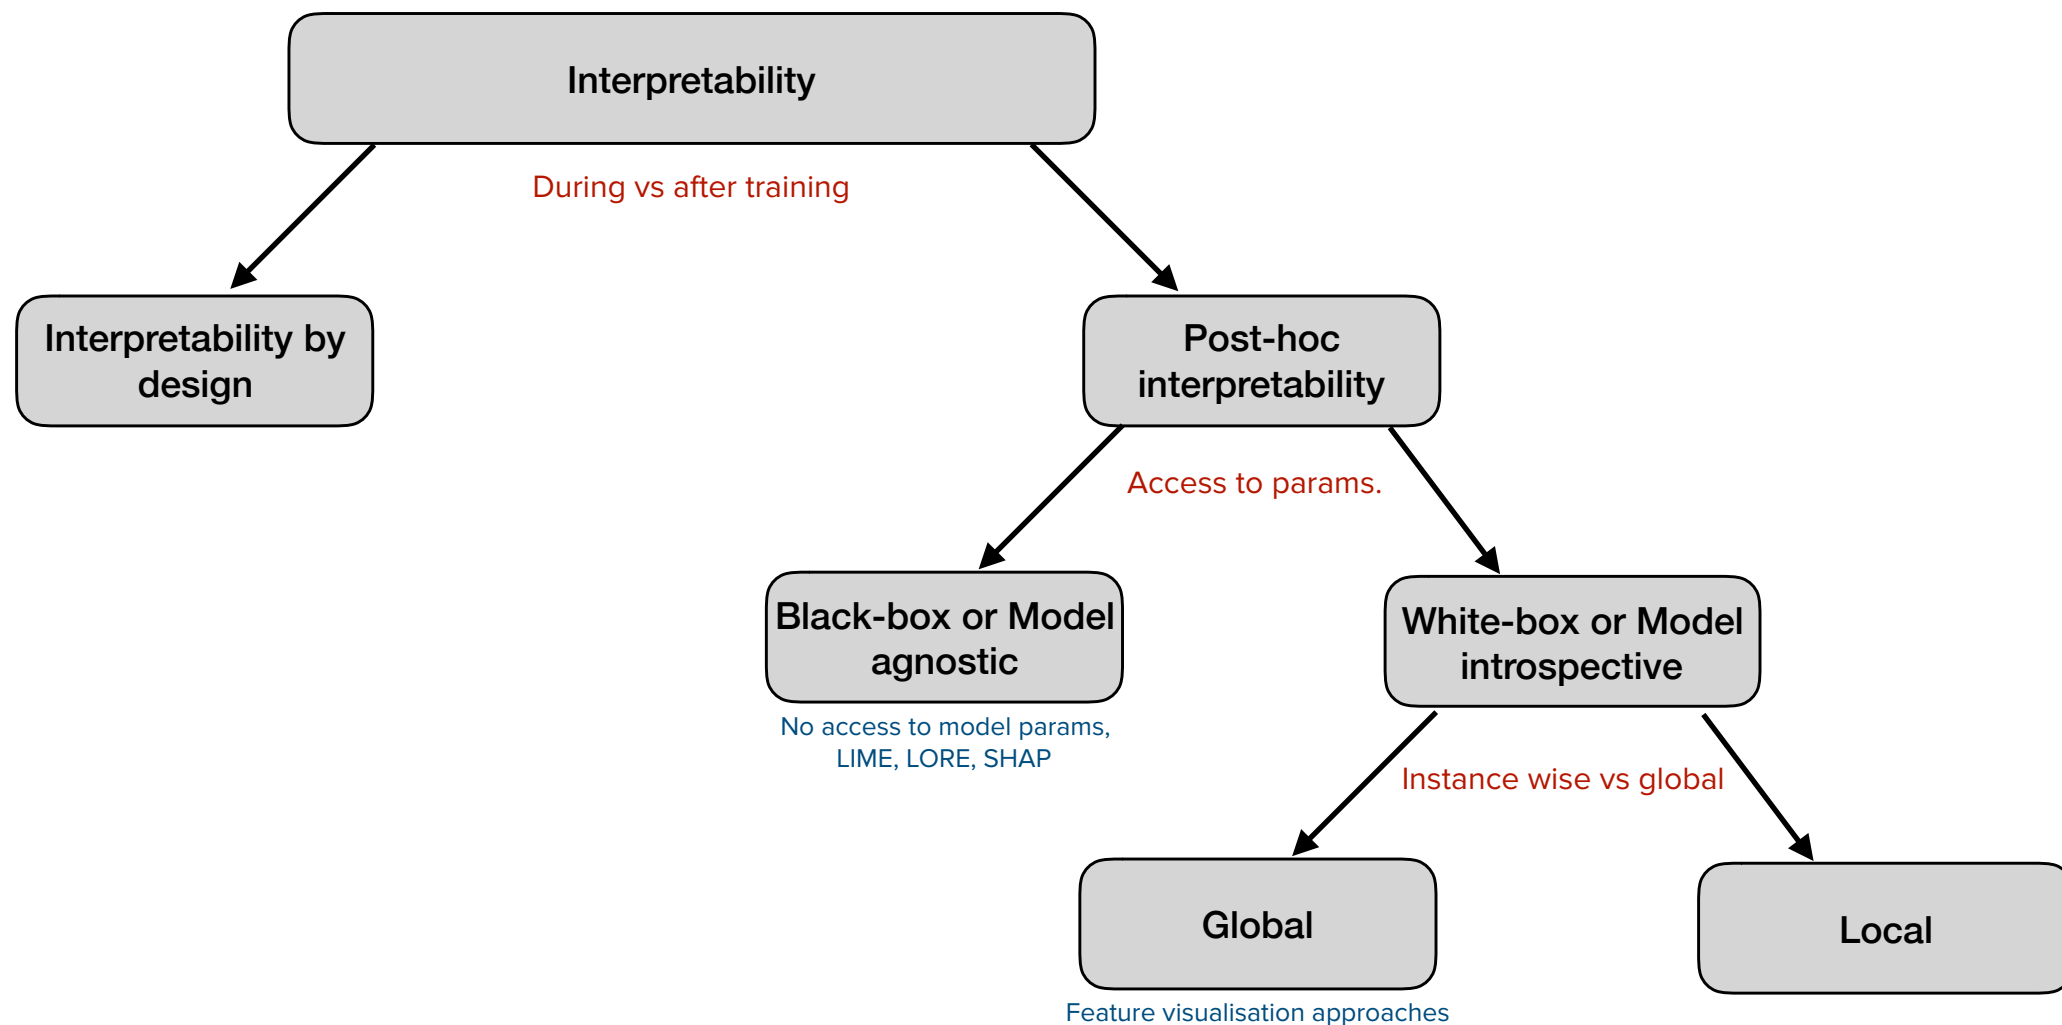 Interpretability
During vs after training
Interpretability by
design
Post-hoc
interpretability
Access to params.
Black-box or Model
agnostic
No access to model params,
LIME, LORE, SHAP
White-box or Model
introspective
Instance wise vs global
Global
Feature visualisation approaches
Local